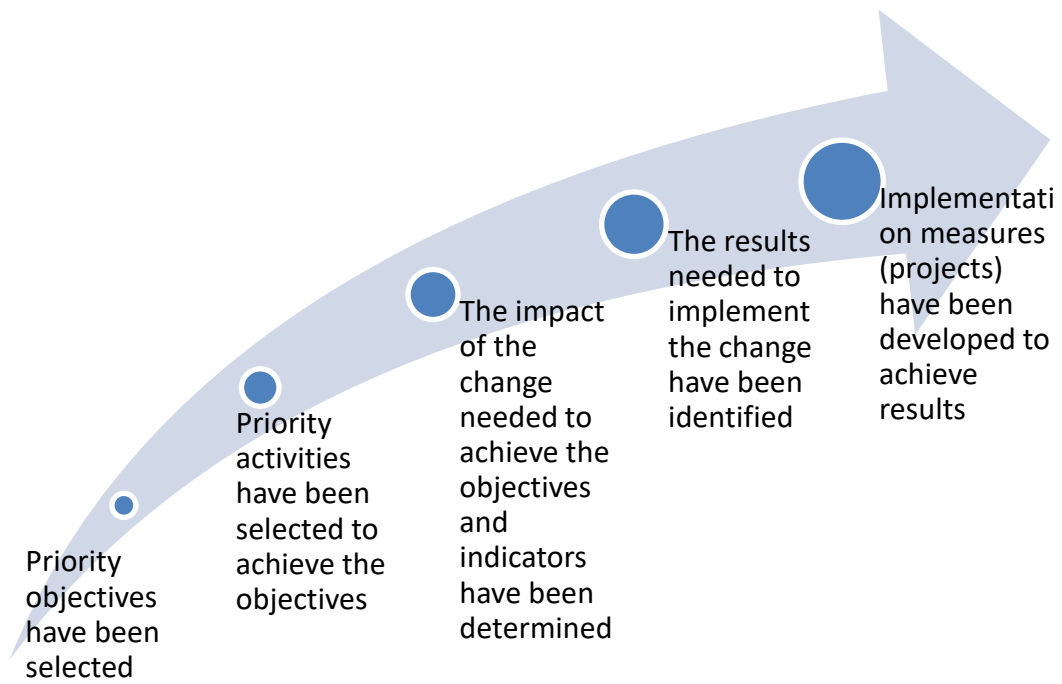 Priority
objectives
have been
selected
Priority
activities
have been
selected to
achieve the
objectives
The impact
of the
change
needed to
achieve the
objectives
and
indicators
have been
determined
The results
needed to
implement
the change
have been
identified
Implementati
on measures
(projects)
have been
developed to
achieve
results